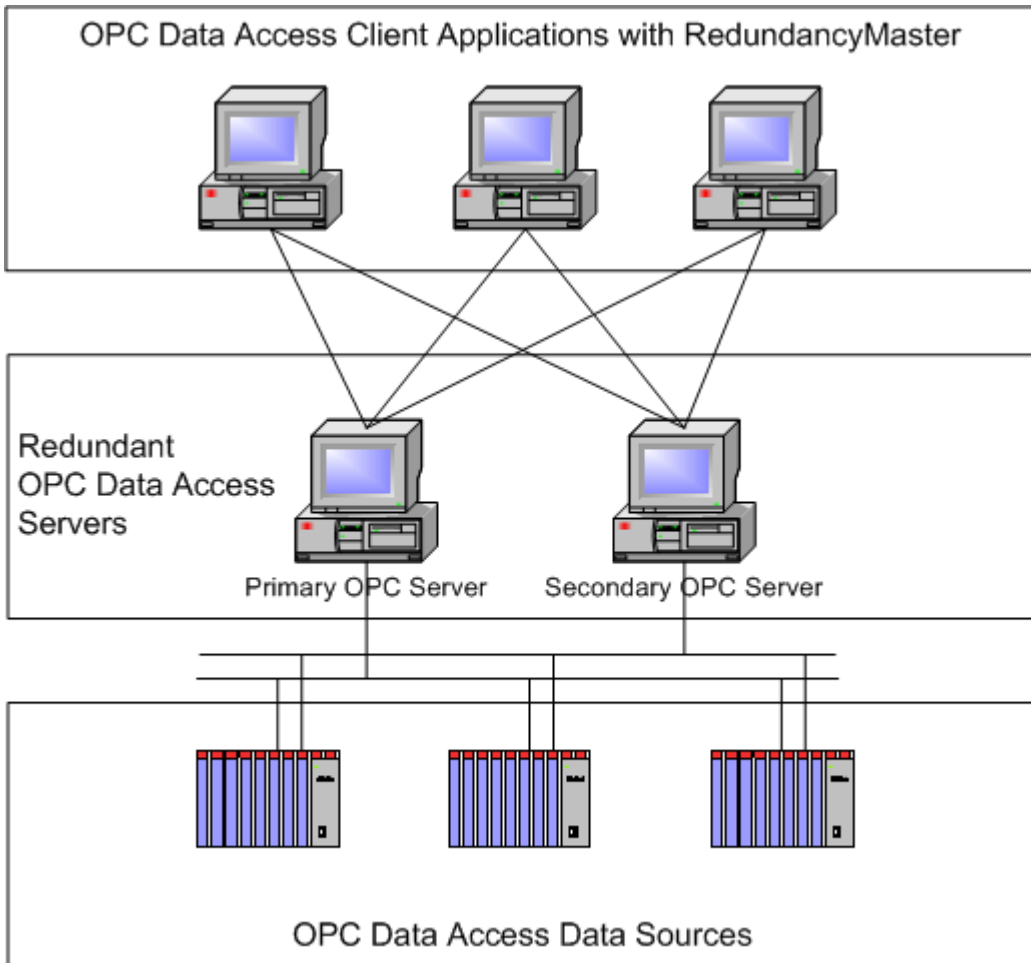 OPC Data Access Client Applications with RedundancyMaster
Redundant
OPC Data Access
Servers
Primary OPC Server
Secondary OPC Server
OPC Data Access Data Sources